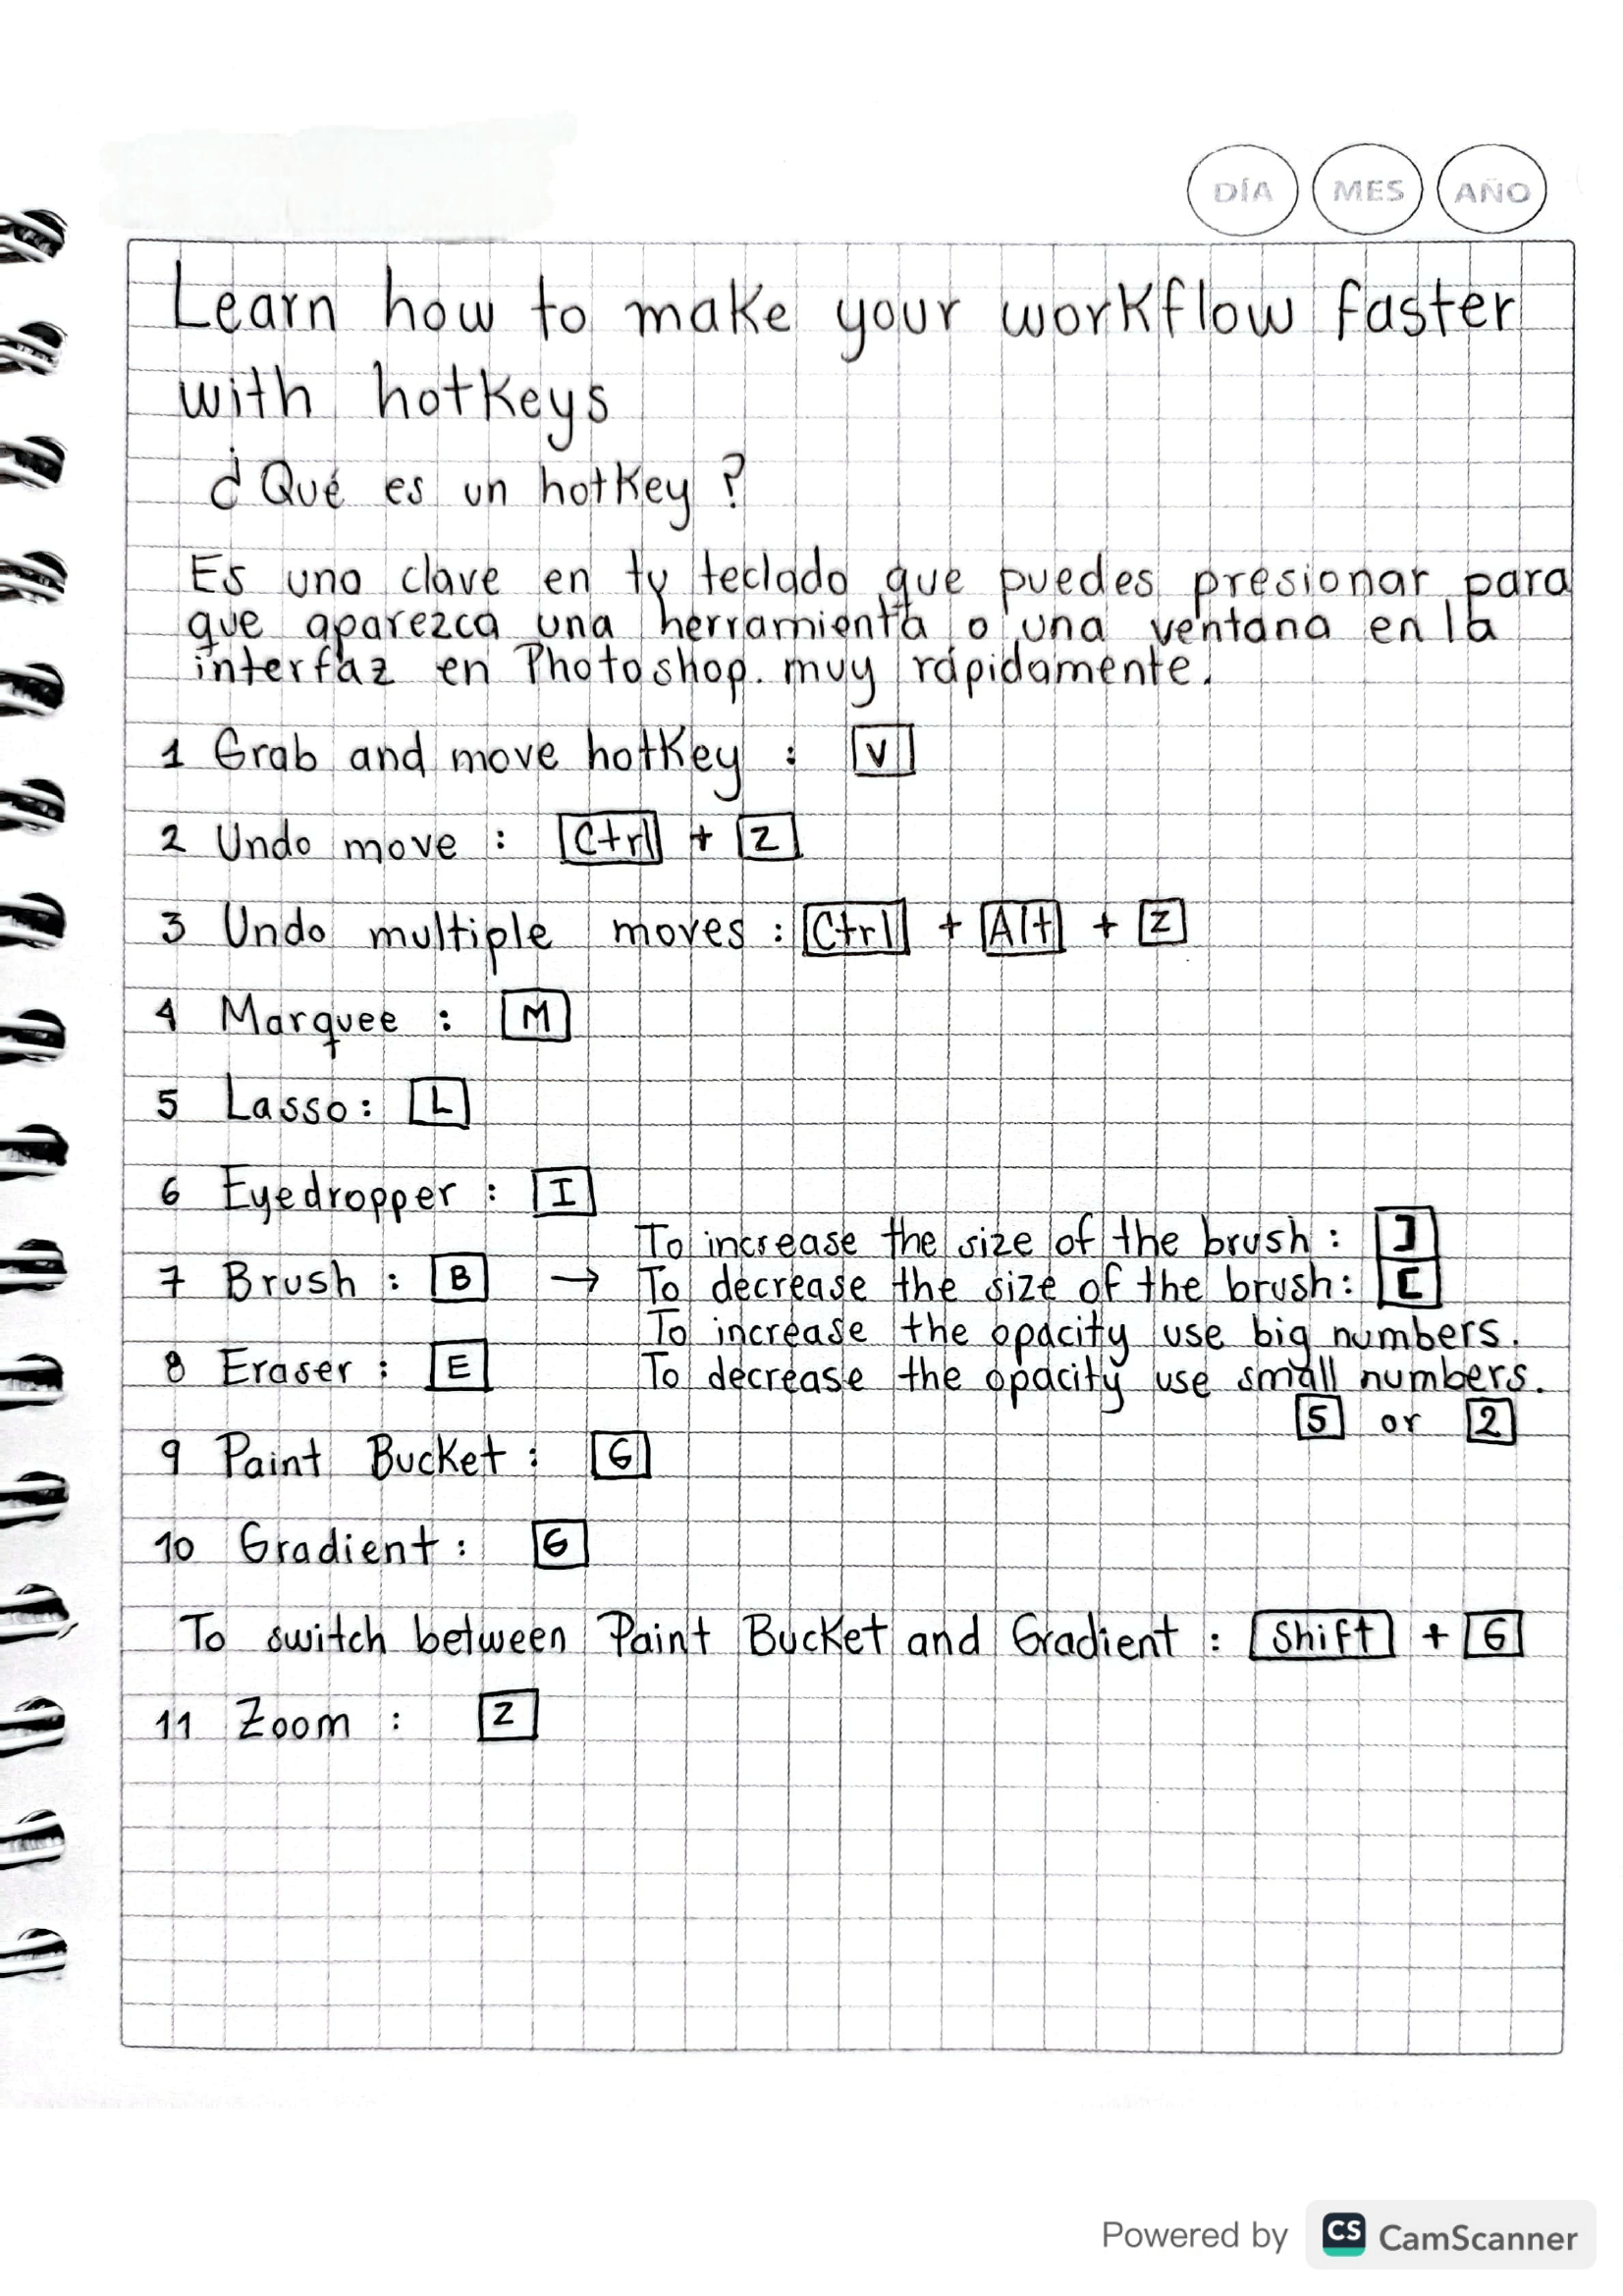 DÍA MES AÑO
Learn how to make your workflow faster
with hotkeys
¿Qué es un hotkey?
Es una clave en tu teclado que puedes presionar para
que aparezca una herramienta o una ventana en la
interfaz en Photoshop. muy rápidamente.
1 Grab and move hotkey : V
2 Undo move : Ctrl + Z
3 Undo multiple moves : Ctrl + Alt + Z
4 Marquee : M
5 Lasso : L
6 Eyedropper : I
To increase the size of the brush : ]
7 Brush : B → To decrease the size of the brush : [
To increase the opacity use big numbers.
8 Eraser : E To decrease the opacity use small numbers.
5 or 2
9 Paint Bucket : G
10 Gradient : G
To switch between Paint Bucket and Gradient : Shift + G
11 Zoom : Z
Powered by CS CamScanner